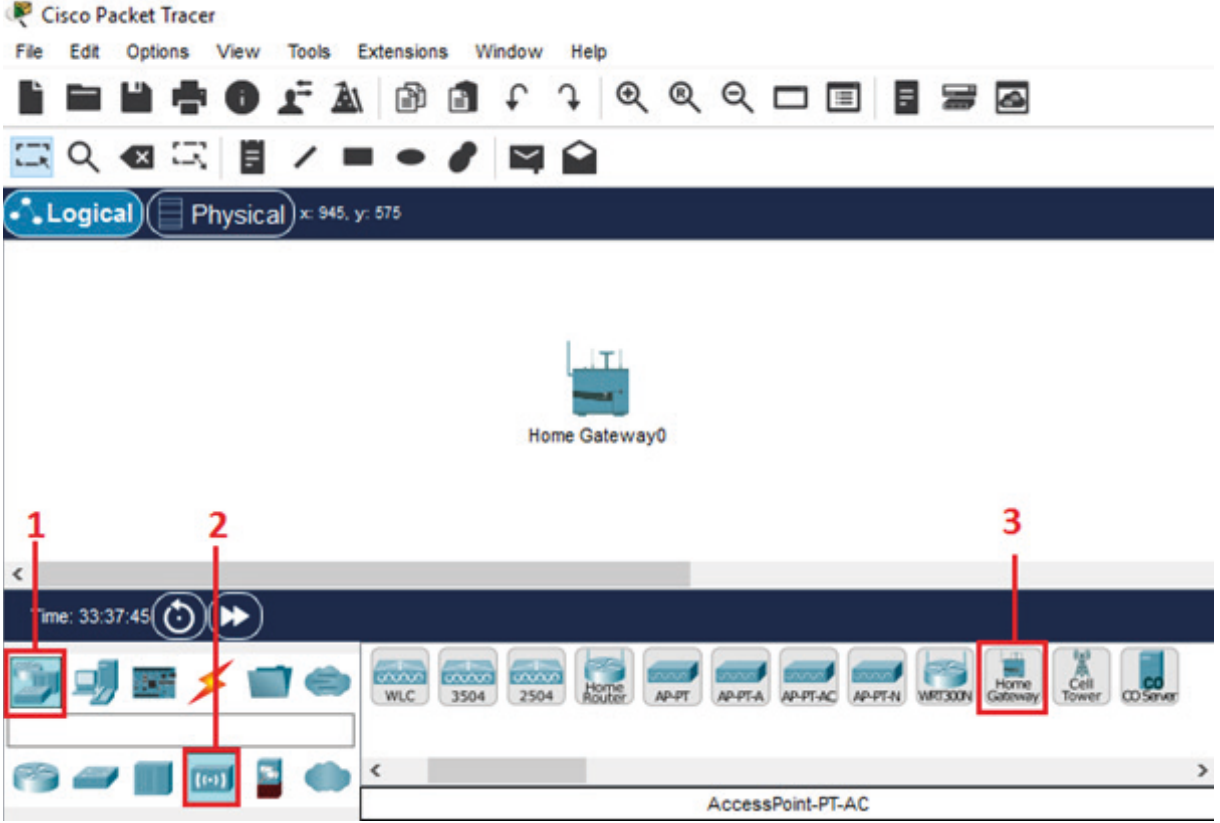 Cisco Packet Tracer
File Edit Options View Tools Extensions Window Help
Logical Physical x: 945, y: 575
Home Gateway0
1 2 3
Time: 33:37:45
WLC 3504 2504 Home Router AP-PT AP-PT-A AP-PT-AC AP-PT-N WRT300N Home Gateway Cell Tower CO CO Server
AccessPoint-PT-AC